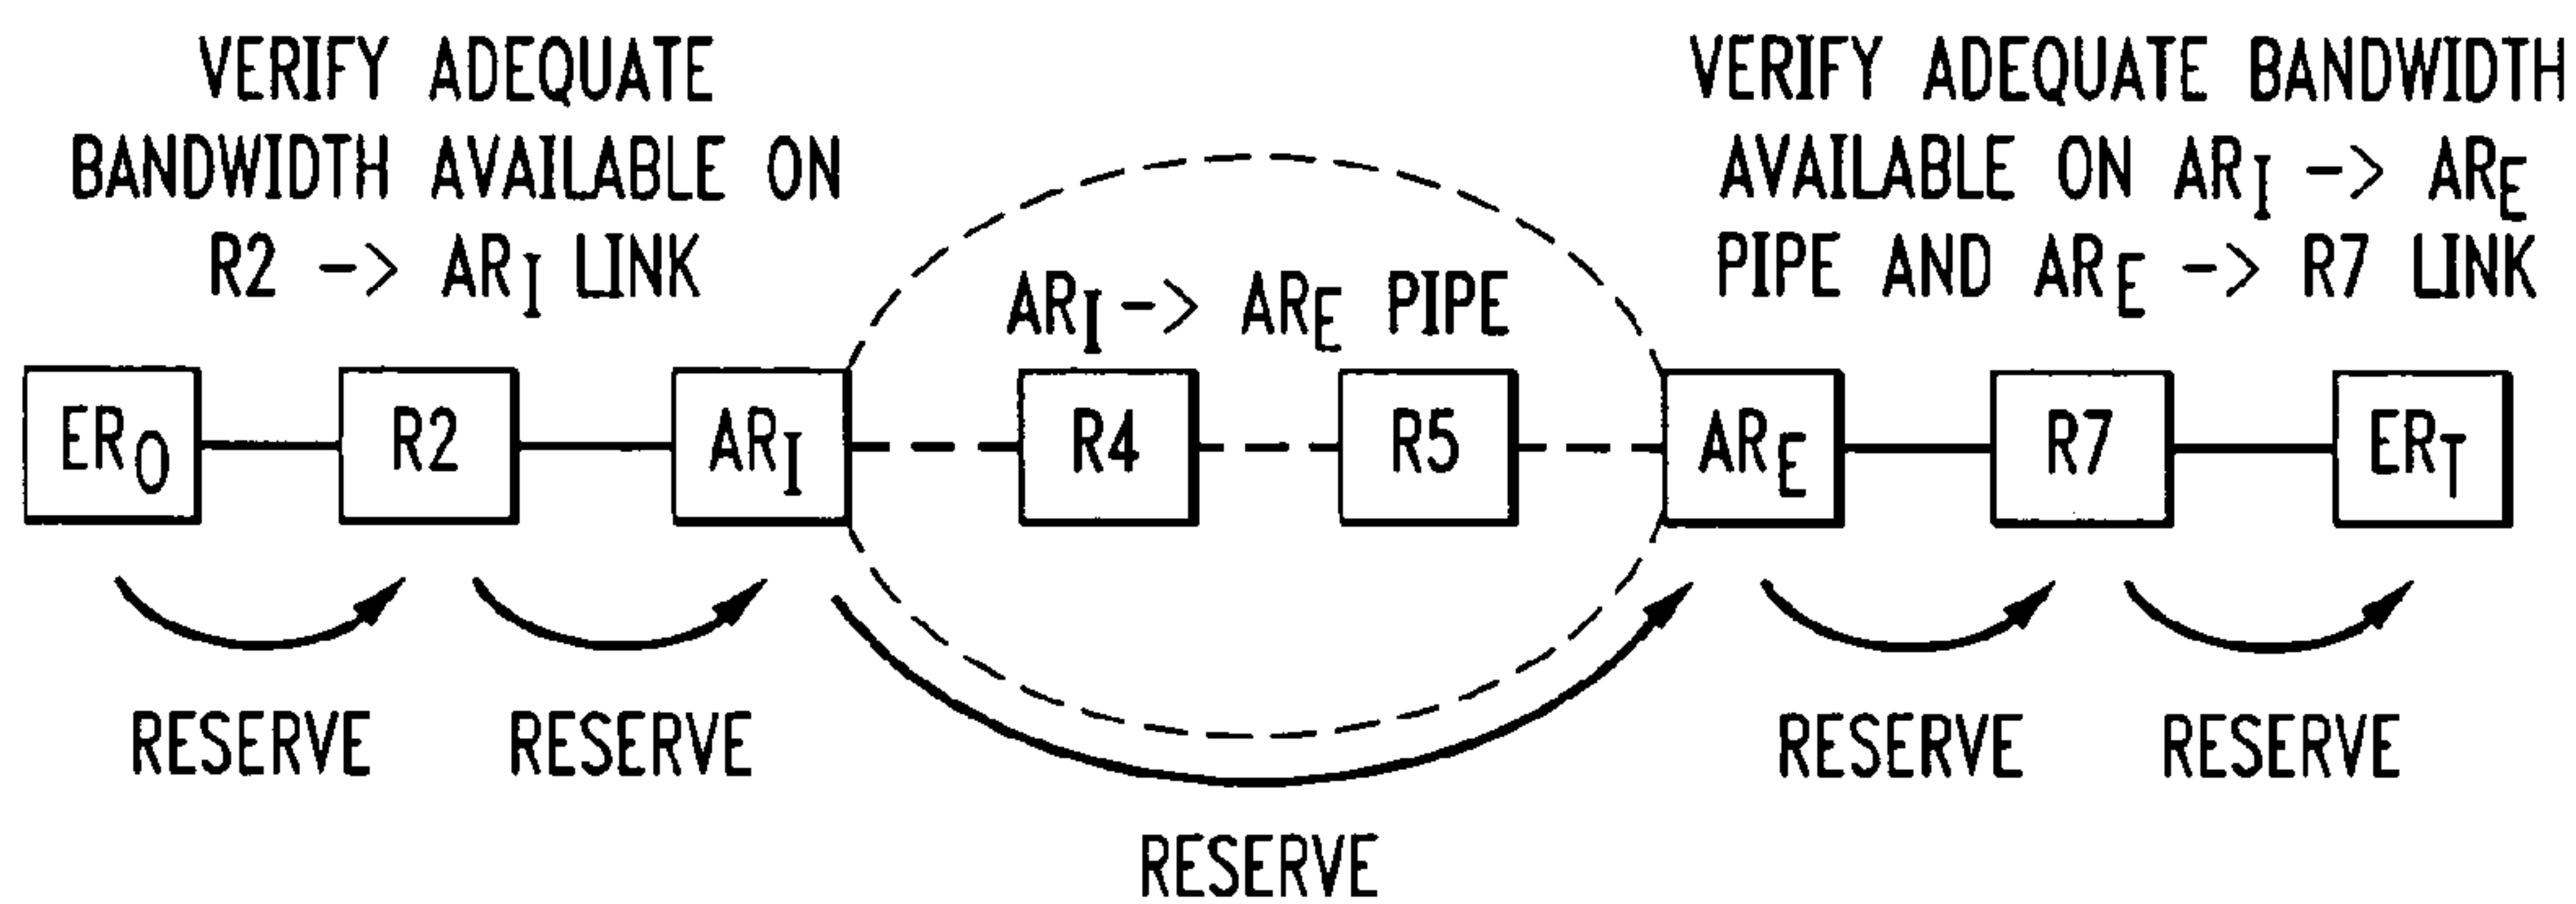 VERIFY ADEQUATE
BANDWIDTH AVAILABLE ON
R2 -> ARI LINK
VERIFY ADEQUATE BANDWIDTH
AVAILABLE ON ARI -> ARE
PIPE AND ARE -> R7 LINK
ARI -> ARE PIPE
ERO
R2
ARI
R4
R5
ARE
R7
ERT
RESERVE
RESERVE
RESERVE
RESERVE
RESERVE